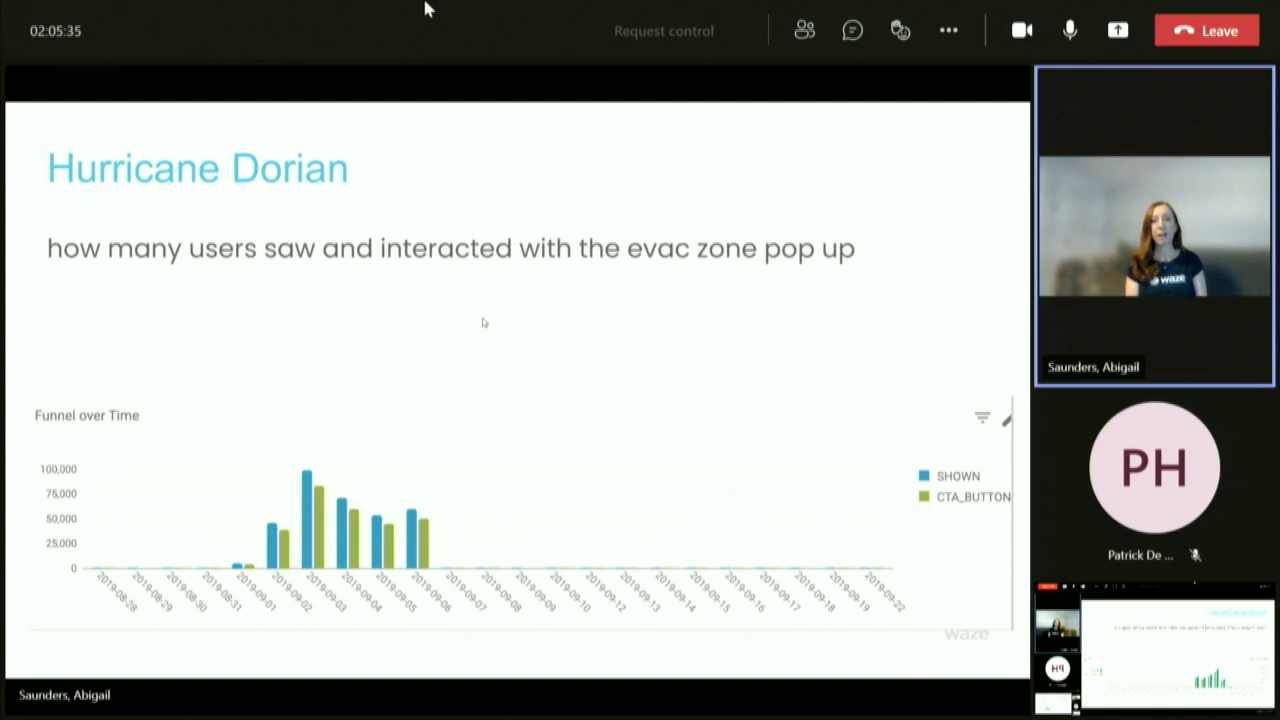 02:05:35
Request control
Leave
Hurricane Dorian
how many users saw and interacted with the evac zone pop up
Funnel over Time
100,000
75,000
50,000
25,000
0
SHOWN
CTA_BUTTON
2019-08-28
2019-08-29
2019-08-30
2019-08-31
2019-09-01
2019-09-02
2019-09-03
2019-09-04
2019-09-05
2019-09-06
2019-09-07
2019-09-08
2019-09-09
2019-09-10
2019-09-12
2019-09-13
2019-09-14
2019-09-15
2019-09-16
2019-09-17
2019-09-18
2019-09-19
2019-09-22
waze
Saunders, Abigail
waze
Saunders, Abigail
PH
Patrick De ...